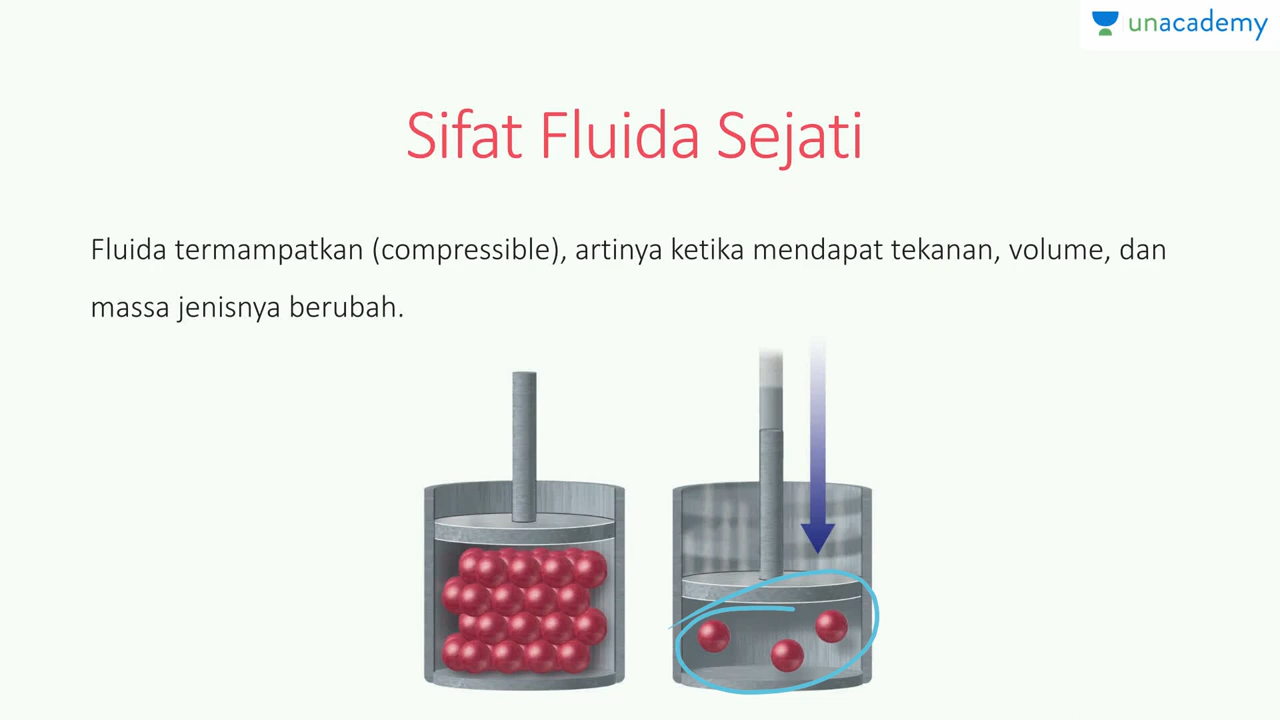 unacademy
Sifat Fluida Sejati
Fluida termampatkan (compressible), artinya ketika mendapat tekanan, volume, dan
massa jenisnya berubah.